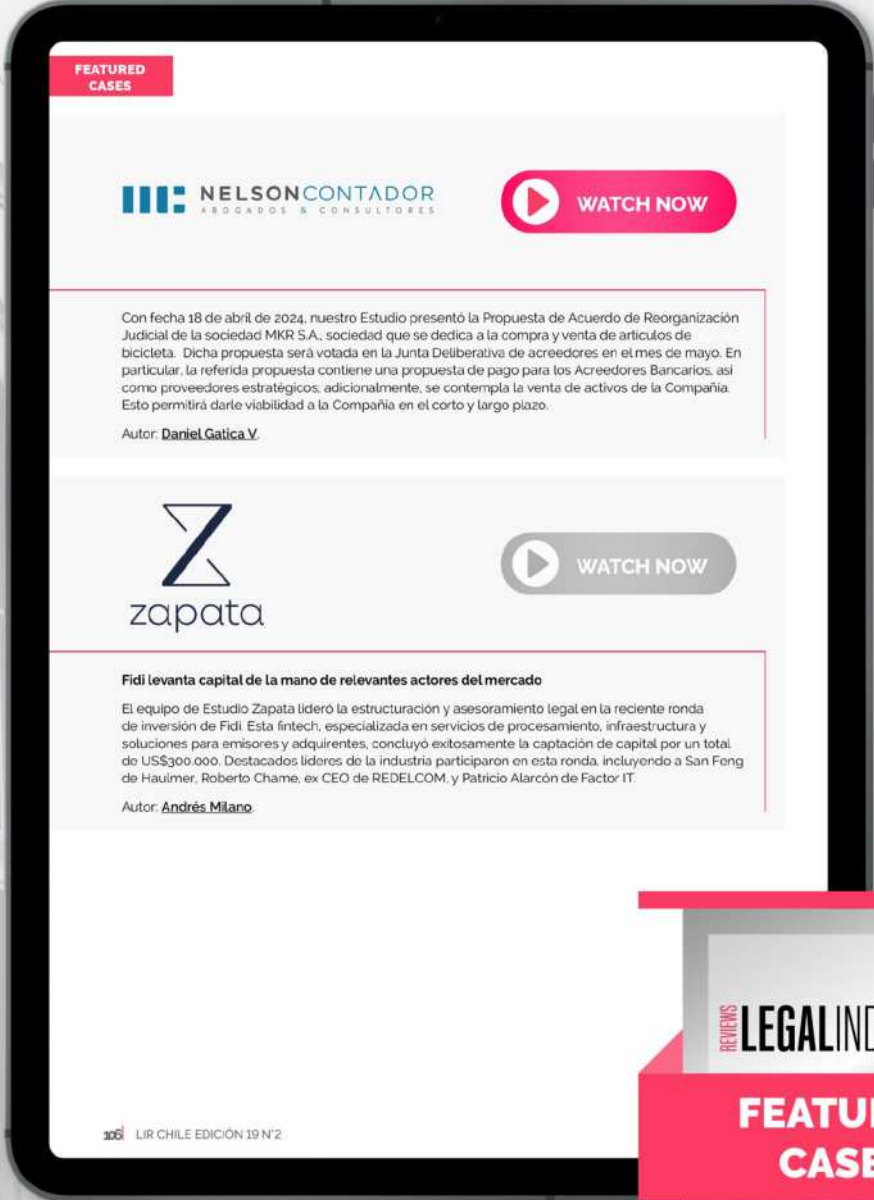 FEATURED
CASES
NELSONCONTADOR
ABOGADOS & CONSULTORES
WATCH NOW
Con fecha 18 de abril de 2024, nuestro Estudio presentó la Propuesta de Acuerdo de Reorganización
Judicial de la sociedad MKR S.A., sociedad que se dedica a la compra y venta de artículos de
bicicleta. Dicha propuesta será votada en la Junta Deliberativa de acreedores en el mes de mayo. En
particular, la referida propuesta contiene una propuesta de pago para los Acreedores Bancarios, así
como proveedores estratégicos; adicionalmente, se contempla la venta de activos de la Compañía.
Esto permitirá darle viabilidad a la Compañía en el corto y largo plazo.
Autor: Daniel Gatica V.
zapata
WATCH NOW
Fidi levanta capital de la mano de relevantes actores del mercado
El equipo de Estudio Zapata lideró la estructuración y asesoramiento legal en la reciente ronda
de inversión de Fidi. Esta fintech, especializada en servicios de procesamiento, infraestructura y
soluciones para emisores y adquirentes, concluyó exitosamente la captación de capital por un total
de US$300.000. Destacados líderes de la industria participaron en esta ronda, incluyendo a San Feng
de Haulmer, Roberto Chame, ex CEO de REDELCOM, y Patricio Alarcón de Factor IT.
Autor: Andrés Milano.
REVIEWS
LEGALIND
FEATU
CASE
106 LIR CHILE EDICIÓN 19 N°2